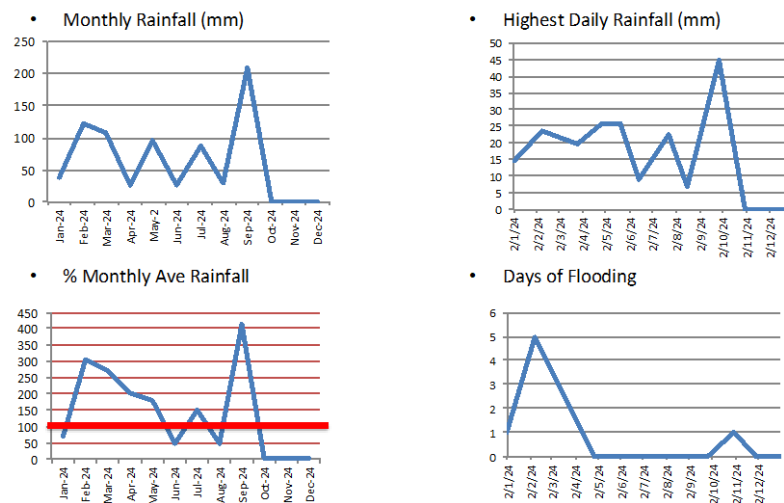 • Monthly Rainfall (mm)
250
200
150
100
50
0
Jan-24
Feb-24
Mar-24
Apr-24
May-2
Jun-24
Jul-24
Aug-24
Sep-24
Oct-24
Nov-24
Dec-24
• Highest Daily Rainfall (mm)
50
45
40
35
30
25
20
15
10
5
0
2/1/24
2/2/24
2/3/24
2/4/24
2/5/24
2/6/24
2/7/24
2/8/24
2/9/24
2/10/24
2/11/24
2/12/24
• % Monthly Ave Rainfall
450
400
350
300
250
200
150
100
50
0
Jan-24
Feb-24
Mar-24
Apr-24
May-24
Jun-24
Jul-24
Aug-24
Sep-24
Oct-24
Nov-24
Dec-24
• Days of Flooding
6
5
4
3
2
1
0
2/1/24
2/2/24
2/3/24
2/4/24
2/5/24
2/6/24
2/7/24
2/8/24
2/9/24
2/10/24
2/11/24
2/12/24